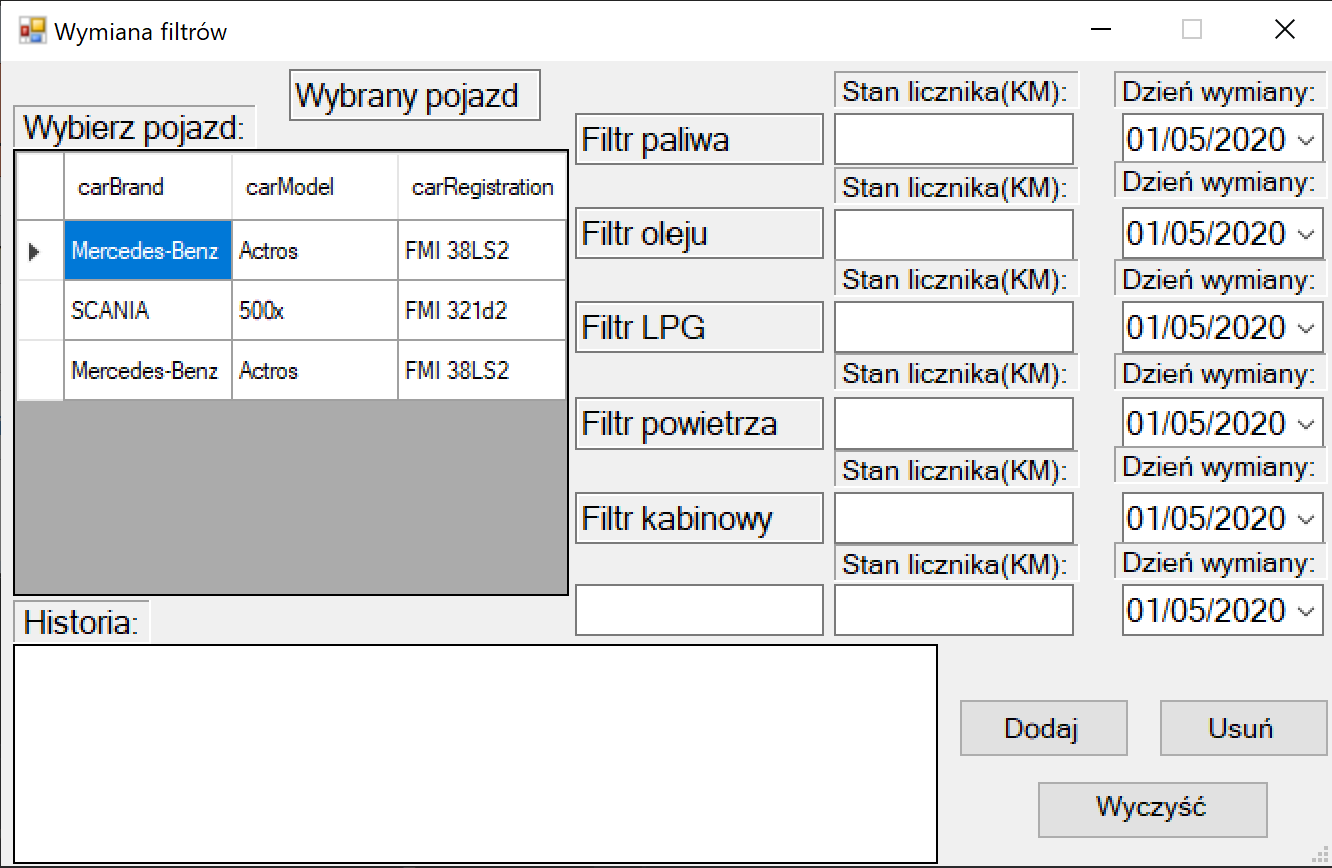 Wymiana filtrów
Wybrany pojazd
Wybierz pojazd:
carBrand carModel carRegistration
Mercedes-Benz Actros FMI 38LS2
SCANIA 500x FMI 321d2
Mercedes-Benz Actros FMI 38LS2
Stan licznika(KM): Dzień wymiany:
Filtr paliwa 01/05/2020
Stan licznika(KM): Dzień wymiany:
Filtr oleju 01/05/2020
Stan licznika(KM): Dzień wymiany:
Filtr LPG 01/05/2020
Stan licznika(KM): Dzień wymiany:
Filtr powietrza 01/05/2020
Stan licznika(KM): Dzień wymiany:
Filtr kabinowy 01/05/2020
Stan licznika(KM): Dzień wymiany:
01/05/2020
Historia:
Dodaj Usuń
Wyczyść